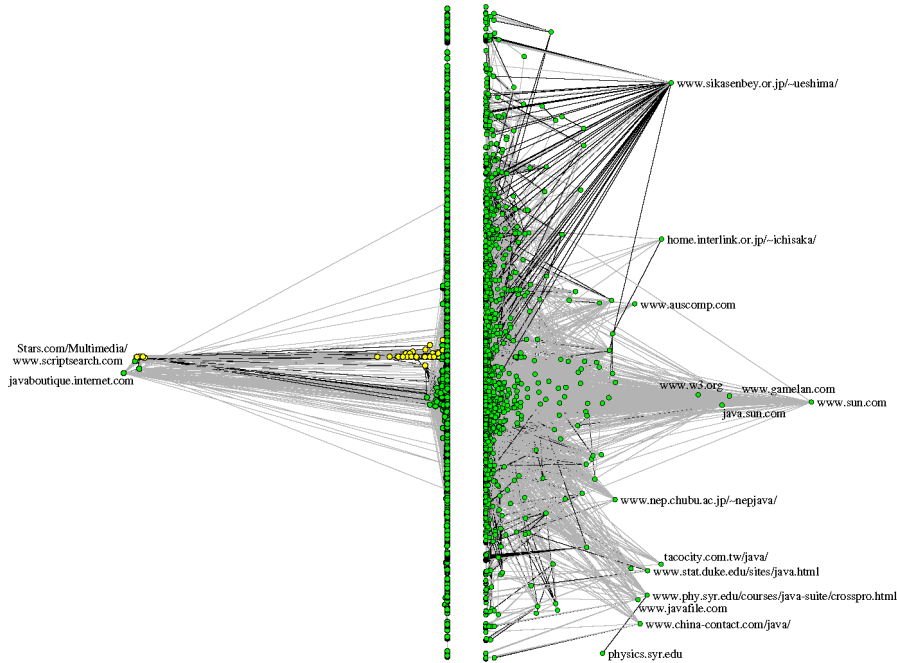 www.sikasenbey.or.jp/~ueshima/
home.interlink.or.jp/~ichisaka/
www.auscomp.com
Stars.com/Multimedia/
www.scriptsearch.com
javaboutique.internet.com
www.w3.org
www.gamelan.com
www.sun.com
java.sun.com
www.nep.chubu.ac.jp/~nepjava/
tacocity.com.tw/java/
www.stat.duke.edu/sites/java.html
www.phy.syr.edu/courses/java-suite/crosspro.html
www.javafile.com
www.china-contact.com/java/
physics.syr.edu